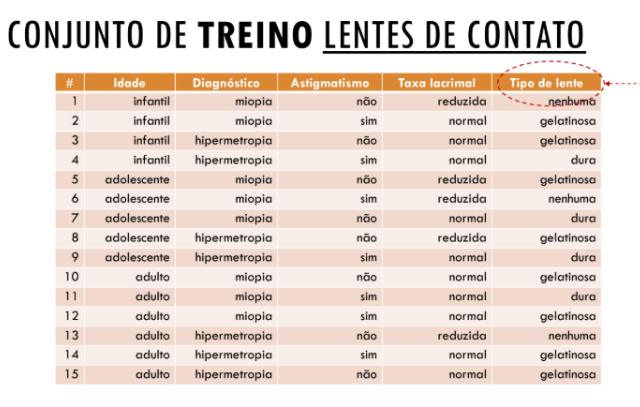 CONJUNTO DE TREINO LENTES DE CONTATO
# Idade Diagnóstico Astigmatismo Taxa lacrimal Tipo de lente
1 infantil miopia não reduzida nenhuma
2 infantil miopia sim normal gelatinosa
3 infantil hipermetropia não normal gelatinosa
4 infantil hipermetropia sim normal dura
5 adolescente miopia não reduzida gelatinosa
6 adolescente miopia sim reduzida nenhuma
7 adolescente miopia não normal dura
8 adolescente hipermetropia não reduzida gelatinosa
9 adolescente hipermetropia sim normal dura
10 adulto miopia não normal gelatinosa
11 adulto miopia sim normal dura
12 adulto miopia sim normal gelatinosa
13 adulto hipermetropia não reduzida nenhuma
14 adulto hipermetropia sim normal gelatinosa
15 adulto hipermetropia não normal gelatinosa